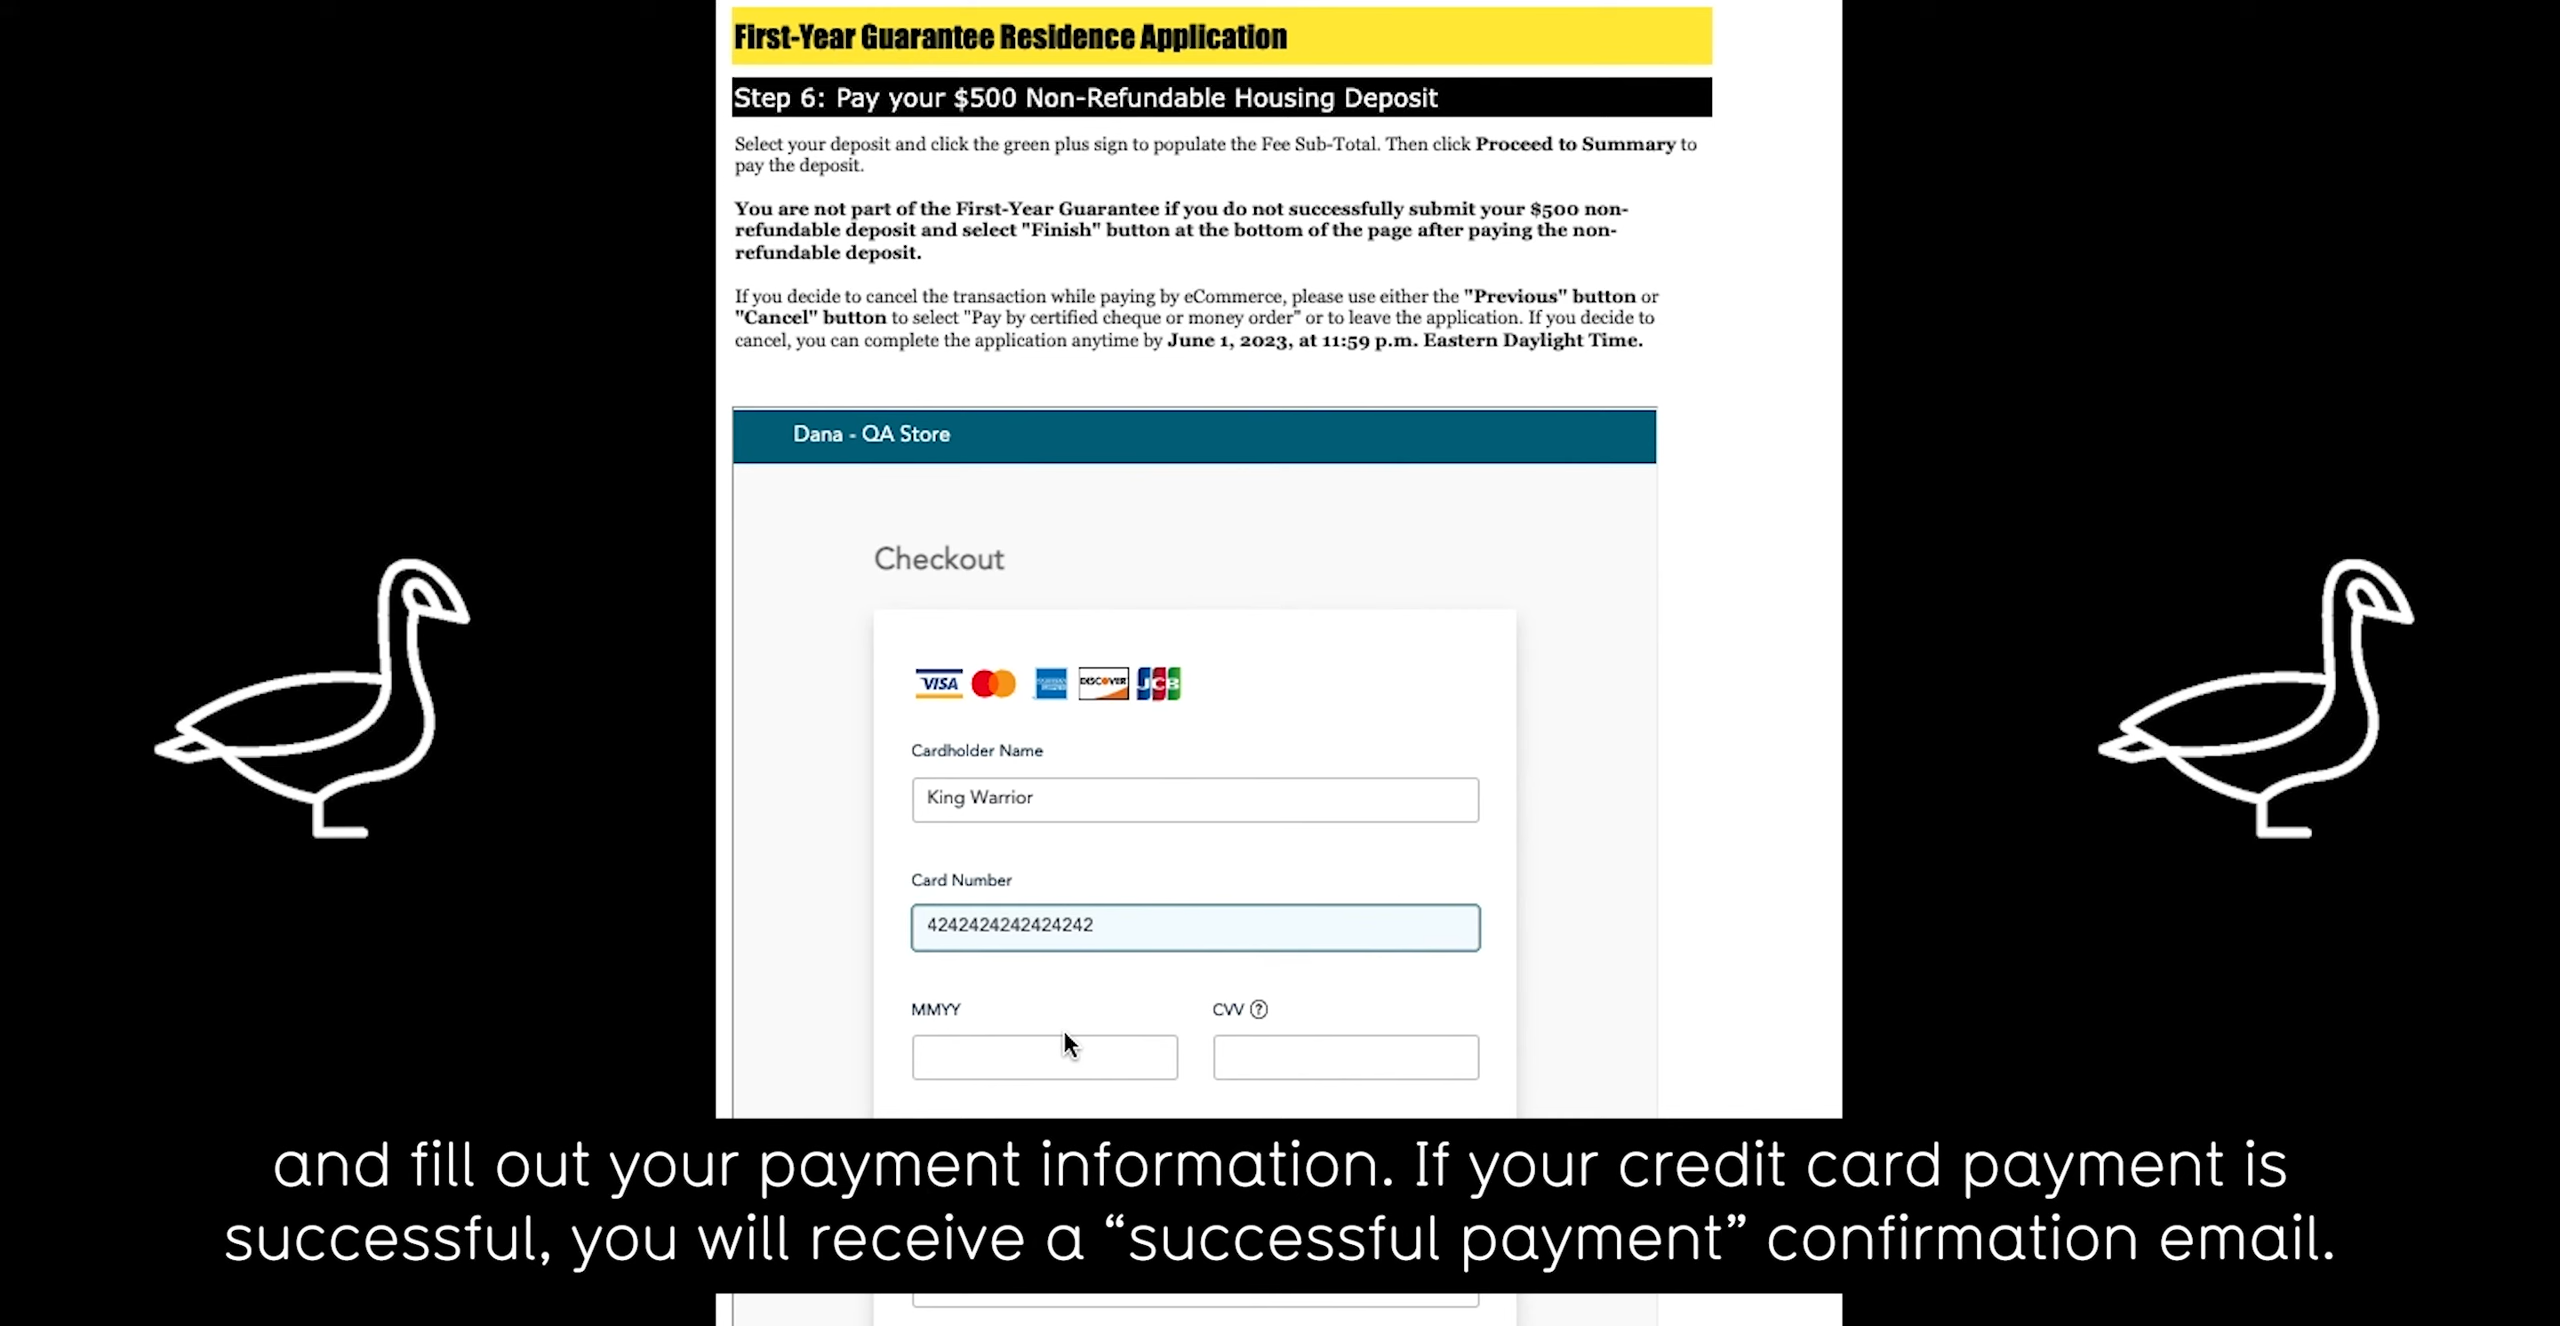 First-Year Guarantee Residence Application
Step 6: Pay your $500 Non-Refundable Housing Deposit
Select your deposit and click the green plus sign to populate the Fee Sub-Total. Then click Proceed to Summary to
pay the deposit.
You are not part of the First-Year Guarantee if you do not successfully submit your $500 non-
refundable deposit and select "Finish" button at the bottom of the page after paying the non-
refundable deposit.
If you decide to cancel the transaction while paying by eCommerce, please use either the "Previous" button or
"Cancel" button to select "Pay by certified cheque or money order" or to leave the application. If you decide to
cancel, you can complete the application anytime by June 1, 2023, at 11:59 p.m. Eastern Daylight Time.
Dana - QA Store
Checkout
VISA DISCOVER JCB
Cardholder Name
King Warrior
Card Number
4242424242424242
MMYY CVV ?
and fill out your payment information. If your credit card payment is
successful, you will receive a “successful payment” confirmation email.